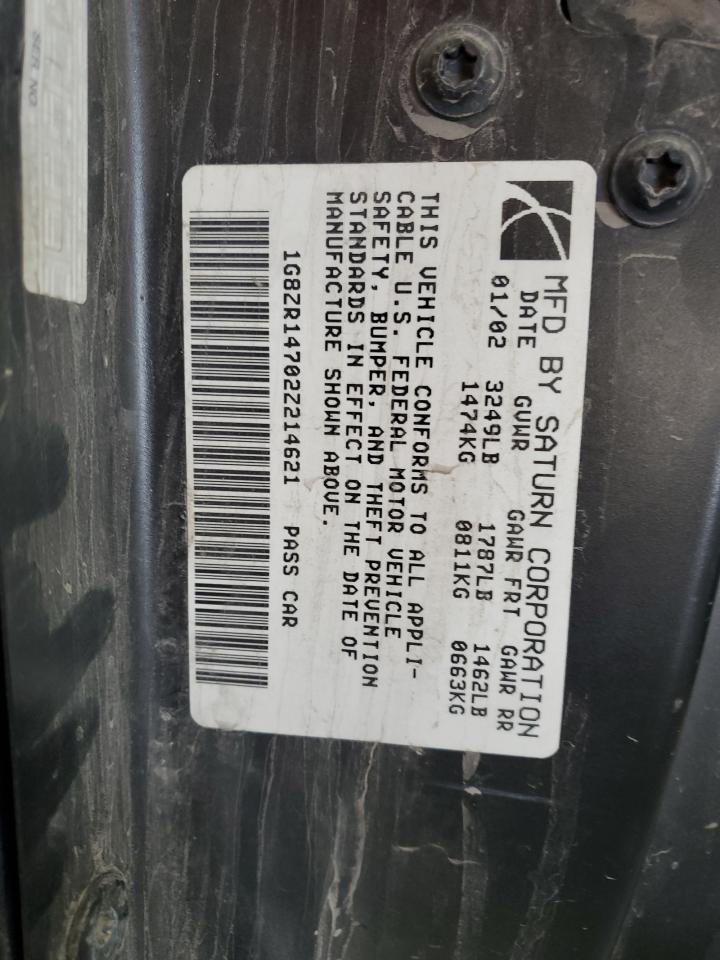 MFD BY SATURN CORPORATION
DATE GVWR GAWR FRT GAWR RR
01/02 3249LB 1787LB 1462LB
1474KG 0811KG 0663KG
THIS VEHICLE CONFORMS TO ALL APPLI-
CABLE U.S. FEDERAL MOTOR VEHICLE
SAFETY, BUMPER, AND THEFT PREVENTION
STANDARDS IN EFFECT ON THE DATE OF
MANUFACTURE SHOWN ABOVE.
1G8ZR14702Z214621 PASS CAR
SER NO